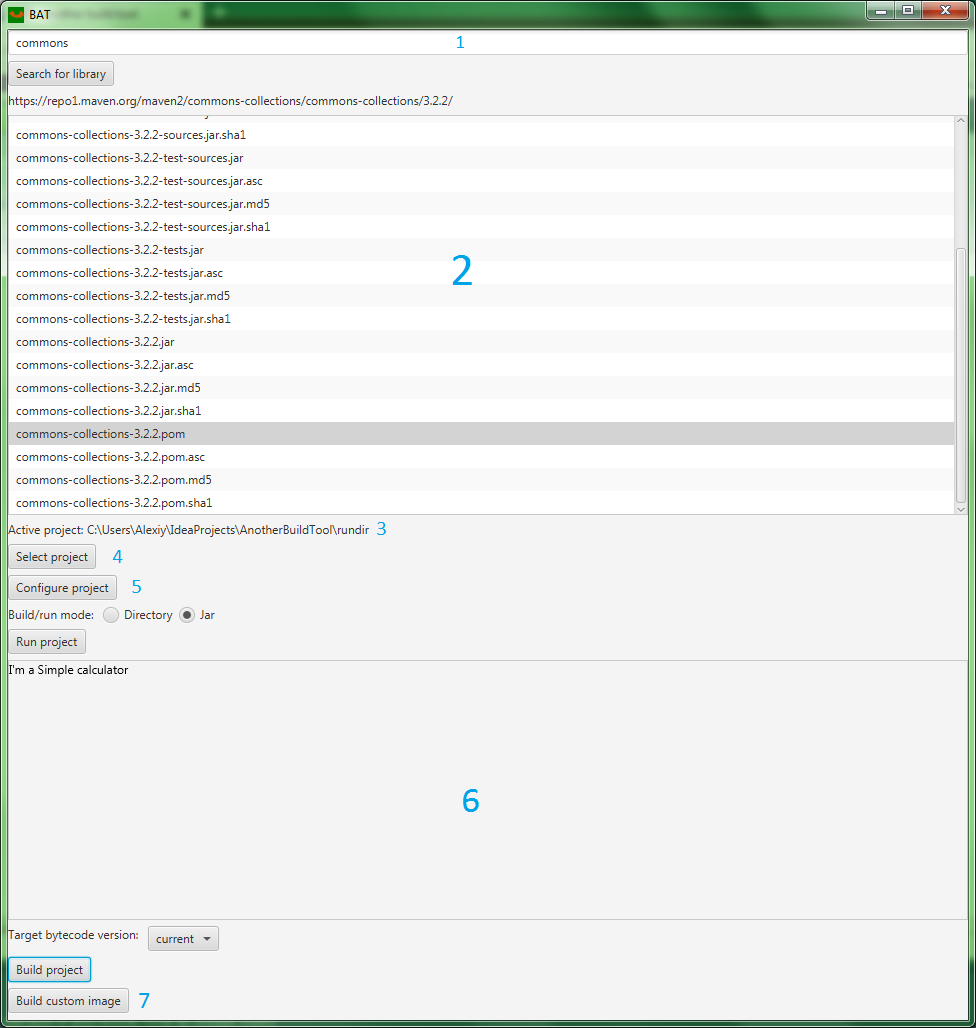 BAT
commons 1
Search for library
https://repo1.maven.org/maven2/commons-collections/commons-collections/3.2.2/
commons-collections-3.2.2-sources.jar.sha1
commons-collections-3.2.2-test-sources.jar
commons-collections-3.2.2-test-sources.jar.asc
commons-collections-3.2.2-test-sources.jar.md5
commons-collections-3.2.2-test-sources.jar.sha1
commons-collections-3.2.2-tests.jar
commons-collections-3.2.2-tests.jar.asc
2
commons-collections-3.2.2-tests.jar.md5
commons-collections-3.2.2-tests.jar.sha1
commons-collections-3.2.2.jar
commons-collections-3.2.2.jar.asc
commons-collections-3.2.2.jar.md5
commons-collections-3.2.2.jar.sha1
commons-collections-3.2.2.pom
commons-collections-3.2.2.pom.asc
commons-collections-3.2.2.pom.md5
commons-collections-3.2.2.pom.sha1
Active project: C:\Users\Alexiy\IdeaProjects\AnotherBuildTool\rundir 3
Select project 4
Configure project 5
Build/run mode: Directory Jar
Run project
I'm a Simple calculator
6
Target bytecode version: current
Build project
Build custom image 7